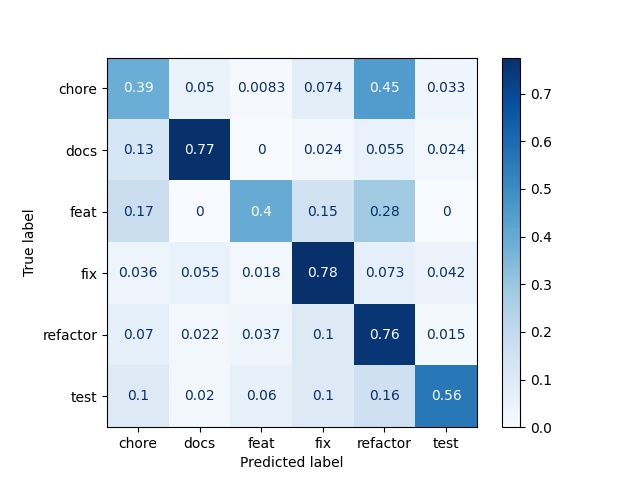 chore 0.39 0.05 0.0083 0.074 0.45 0.033
docs 0.13 0.77 0 0.024 0.055 0.024
feat 0.17 0 0.4 0.15 0.28 0
fix 0.036 0.055 0.018 0.78 0.073 0.042
refactor 0.07 0.022 0.037 0.1 0.76 0.015
test 0.1 0.02 0.06 0.1 0.16 0.56
chore docs feat fix refactor test
Predicted label
True label
0.7
0.6
0.5
0.4
0.3
0.2
0.1
0.0